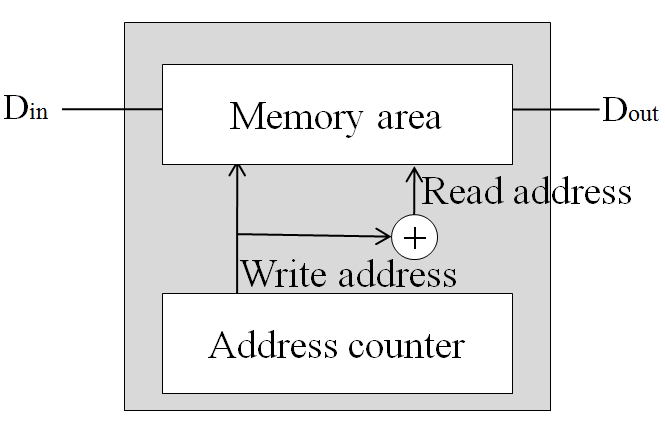 Din
Memory area
Dout
Read address
+
Write address
Address counter